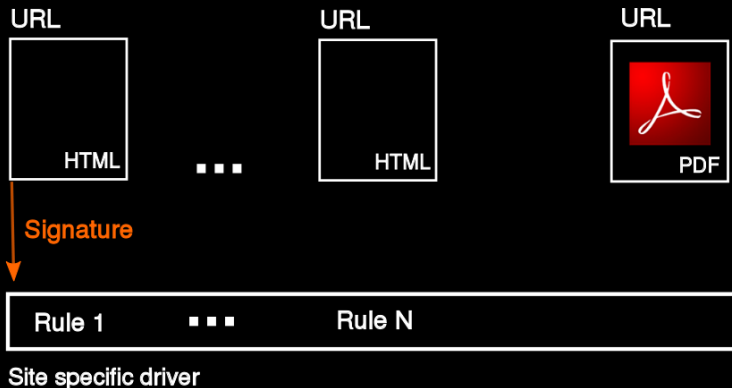 URL
URL
URL
HTML
...
HTML
PDF
Signature
Rule 1 ... Rule N
Site specific driver